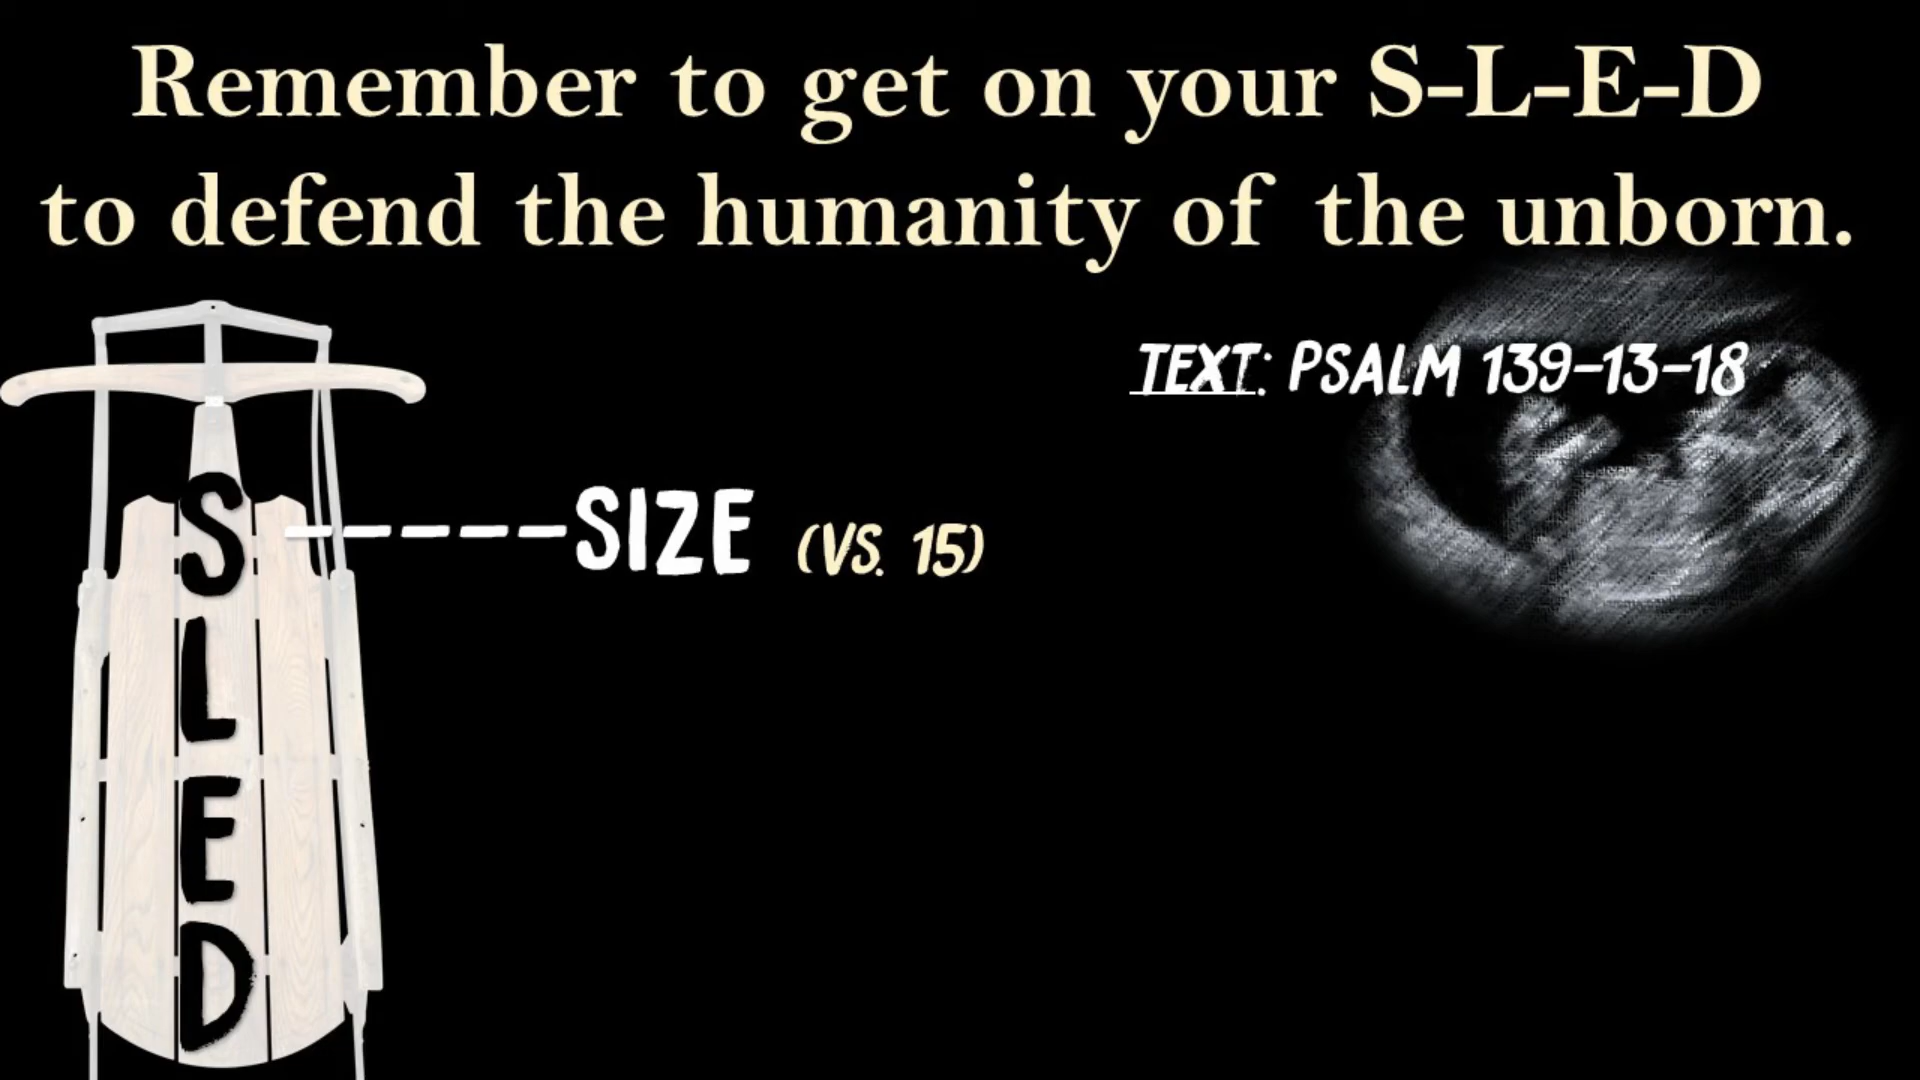 Remember to get on your S-L-E-D
to defend the humanity of the unborn.
TEXT: PSALM 139-13-18
S-----SIZE (VS. 15)
L
E
D